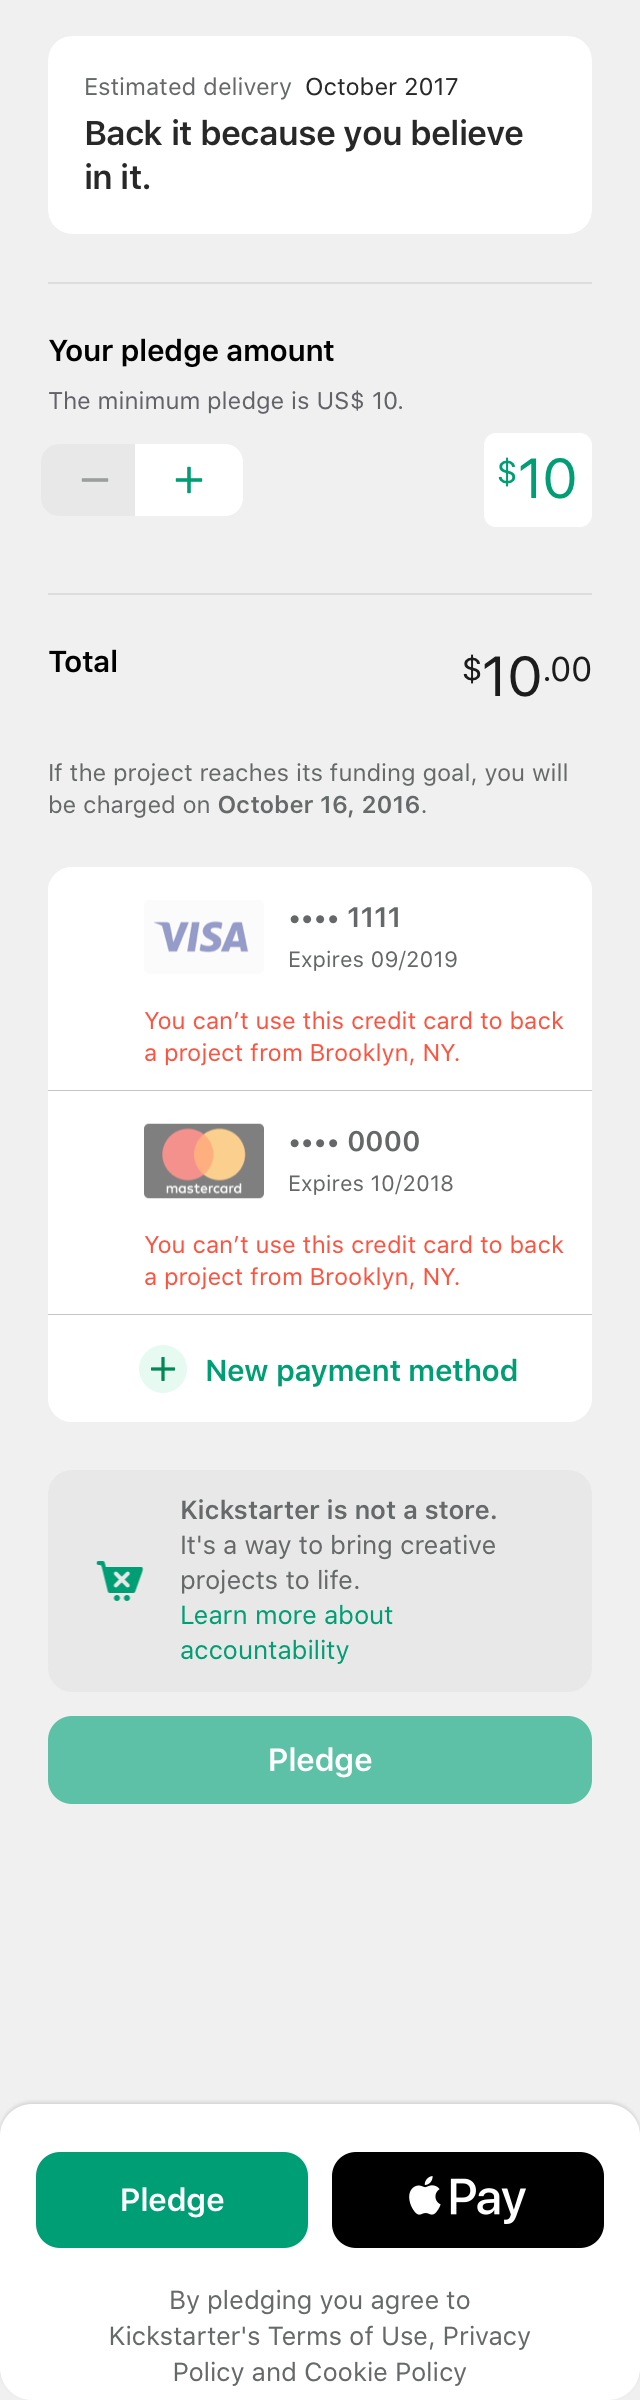 Estimated delivery October 2017
Back it because you believe
in it.
Your pledge amount
The minimum pledge is US$ 10.
$10
Total
$10.00
If the project reaches its funding goal, you will
be charged on October 16, 2016.
VISA
•••• 1111
Expires 09/2019
You can’t use this credit card to back
a project from Brooklyn, NY.
mastercard
•••• 0000
Expires 10/2018
You can’t use this credit card to back
a project from Brooklyn, NY.
New payment method
Kickstarter is not a store.
It's a way to bring creative
projects to life.
Learn more about
accountability
Pledge
Pledge
Pay
By pledging you agree to
Kickstarter's Terms of Use, Privacy
Policy and Cookie Policy